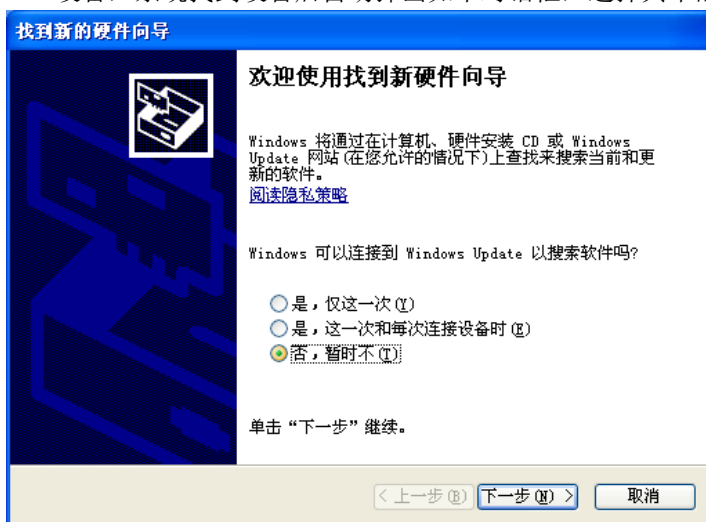 找到新的硬件向导
欢迎使用找到新硬件向导
Windows 将通过在计算机、硬件安装 CD 或 Windows
Update 网站(在您允许的情况下)上查找来搜索当前和更
新的软件。
阅读隐私策略
Windows 可以连接到 Windows Update 以搜索软件吗?
是，仅这一次(Y)
是，这一次和每次连接设备时(E)
否，暂时不(T)
单击“下一步”继续。
< 上一步(B) 下一步(N) > 取消